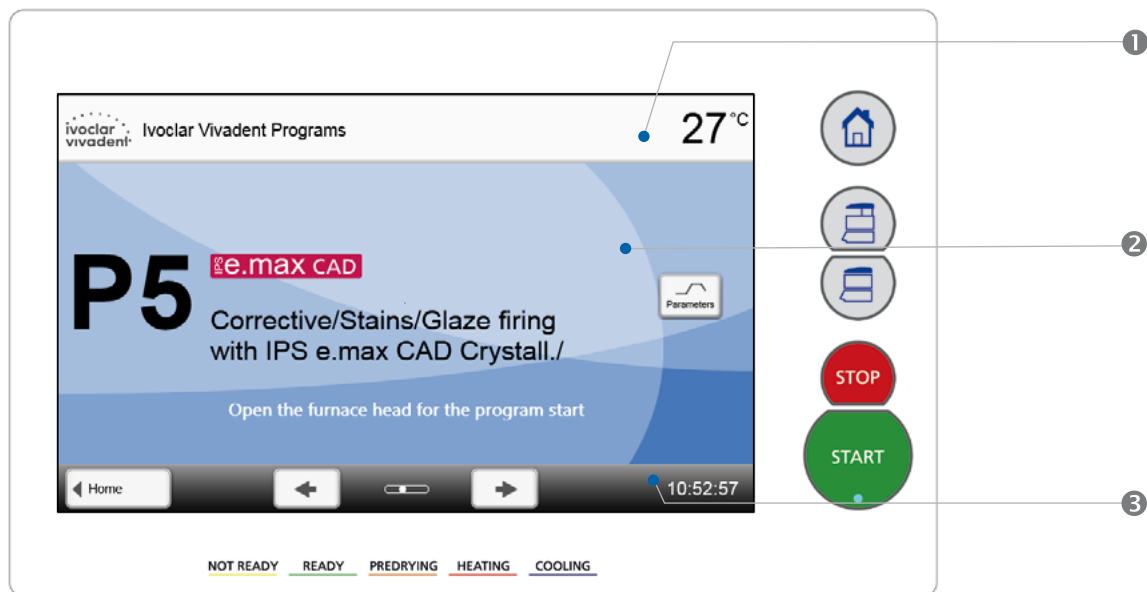 1
ivoclar
vivadent
Ivoclar Vivadent Programs
27 °C
2
P5
IPS e.max CAD
Parameters
Corrective/Stains/Glaze firing
with IPS e.max CAD Crystall./
Open the furnace head for the program start
STOP
START
Home
10:52:57
3
NOT READY READY PREDRYING HEATING COOLING